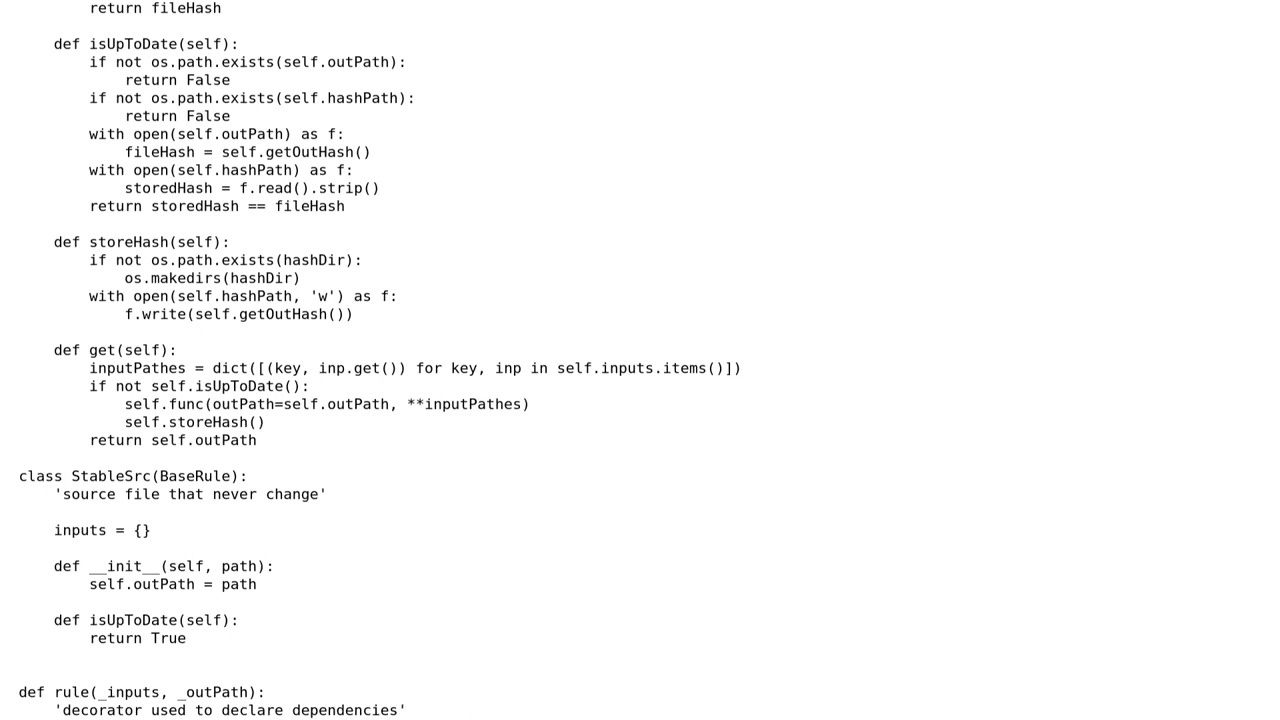 return fileHash

    def isUpToDate(self):
        if not os.path.exists(self.outPath):
            return False
        if not os.path.exists(self.hashPath):
            return False
        with open(self.outPath) as f:
            fileHash = self.getOutHash()
        with open(self.hashPath) as f:
            storedHash = f.read().strip()
        return storedHash == fileHash

    def storeHash(self):
        if not os.path.exists(hashDir):
            os.makedirs(hashDir)
        with open(self.hashPath, 'w') as f:
            f.write(self.getOutHash())

    def get(self):
        inputPathes = dict([(key, inp.get()) for key, inp in self.inputs.items()])
        if not self.isUpToDate():
            self.func(outPath=self.outPath, **inputPathes)
            self.storeHash()
        return self.outPath

class StableSrc(BaseRule):
    'source file that never change'

    inputs = {}

    def __init__(self, path):
        self.outPath = path

    def isUpToDate(self):
        return True


def rule(_inputs, _outPath):
    'decorator used to declare dependencies'